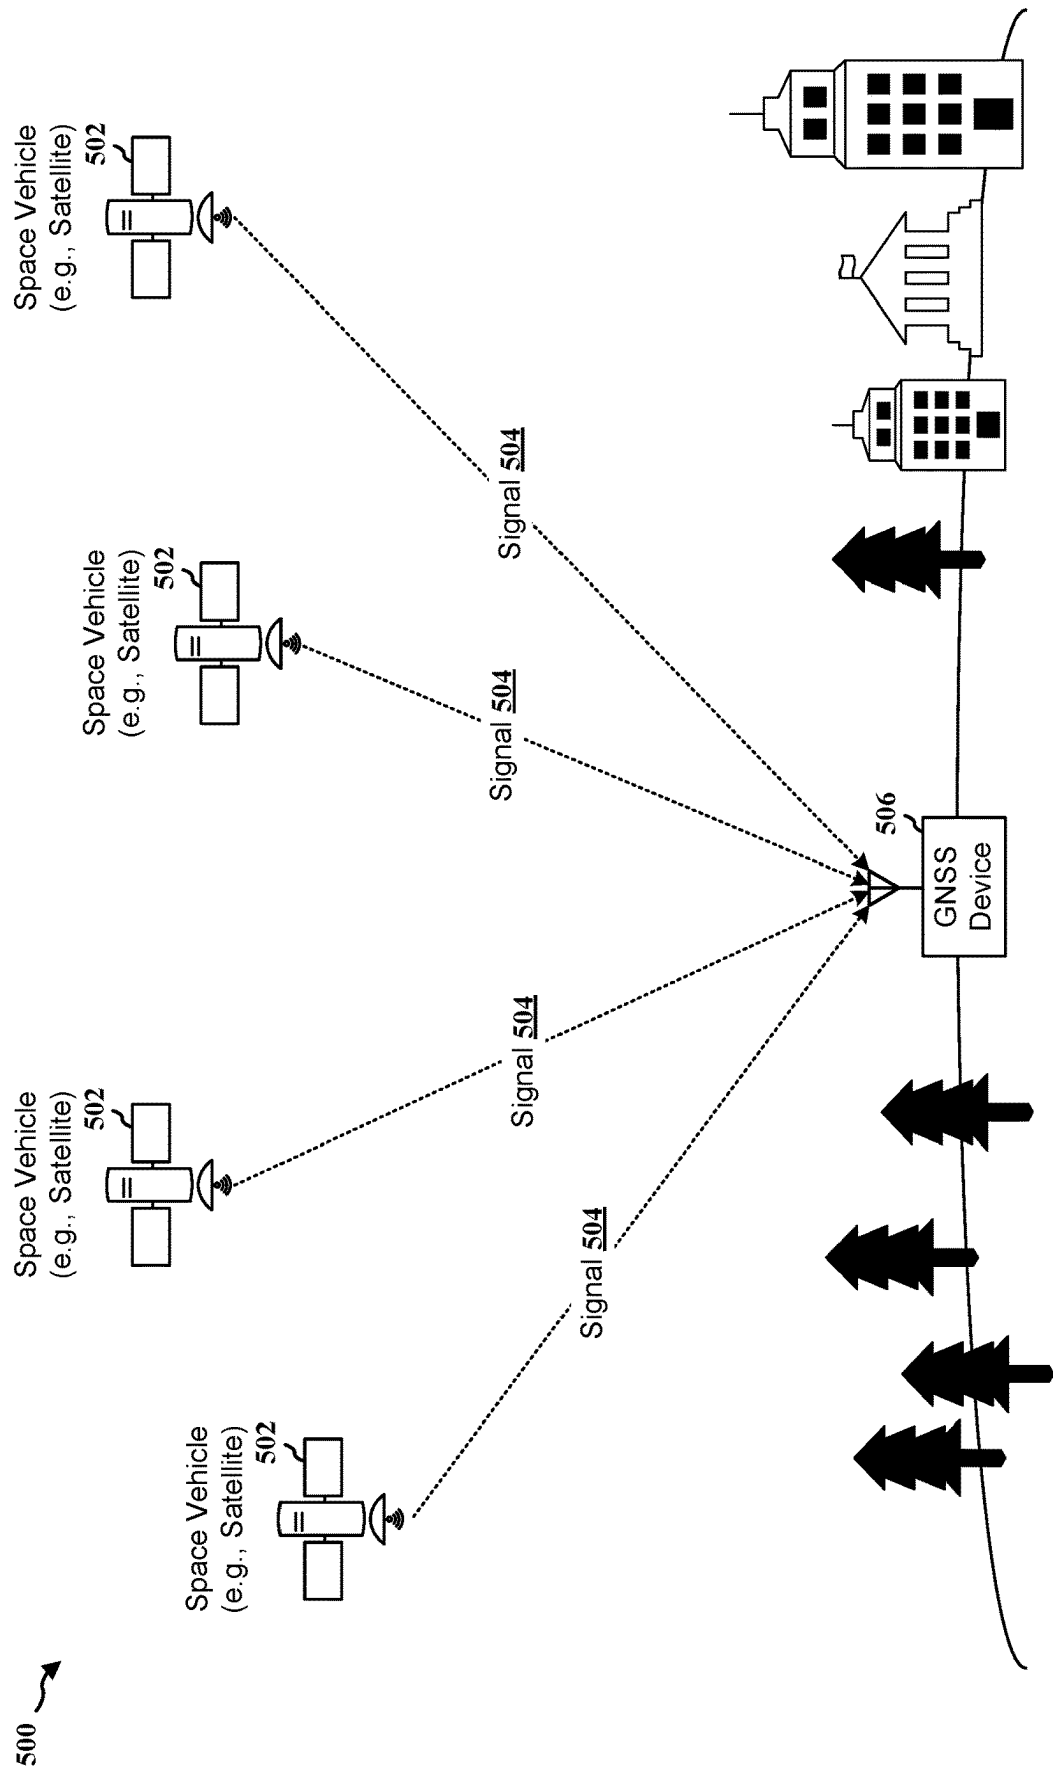 500
Space Vehicle
(e.g., Satellite)
502
Space Vehicle
(e.g., Satellite)
502
Space Vehicle
(e.g., Satellite)
502
Space Vehicle
(e.g., Satellite)
502
Signal 504
Signal 504
Signal 504
Signal 504
506
GNSS
Device